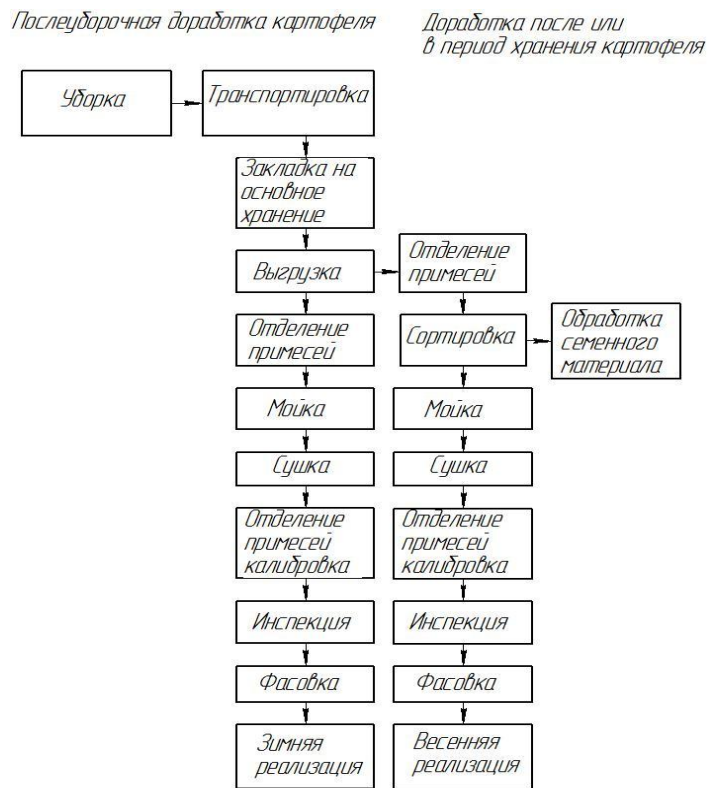 Послеуборочная доработка картофеля
Доработка после или
в период хранения картофеля
Уборка
Транспортировка
Закладка на
основное
хранение
Выгрузка
Отделение
примесей
Отделение
примесей
Сортировка
Обработка
семенного
материала
Мойка
Мойка
Сушка
Сушка
Отделение
примесей
калибровка
Отделение
примесей
калибровка
Инспекция
Инспекция
Фасовка
Фасовка
Зимняя
реализация
Весенняя
реализация